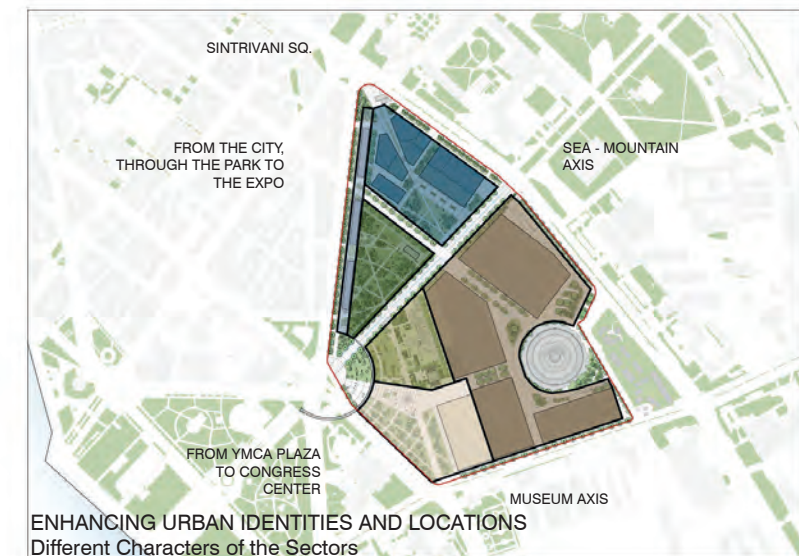 SINTRIVANI SQ.
FROM THE CITY,
THROUGH THE PARK TO
THE EXPO
SEA - MOUNTAIN
AXIS
FROM YMCA PLAZA
TO CONGRESS
CENTER
MUSEUM AXIS
ENHANCING URBAN IDENTITIES AND LOCATIONS
Different Characters of the Sectors